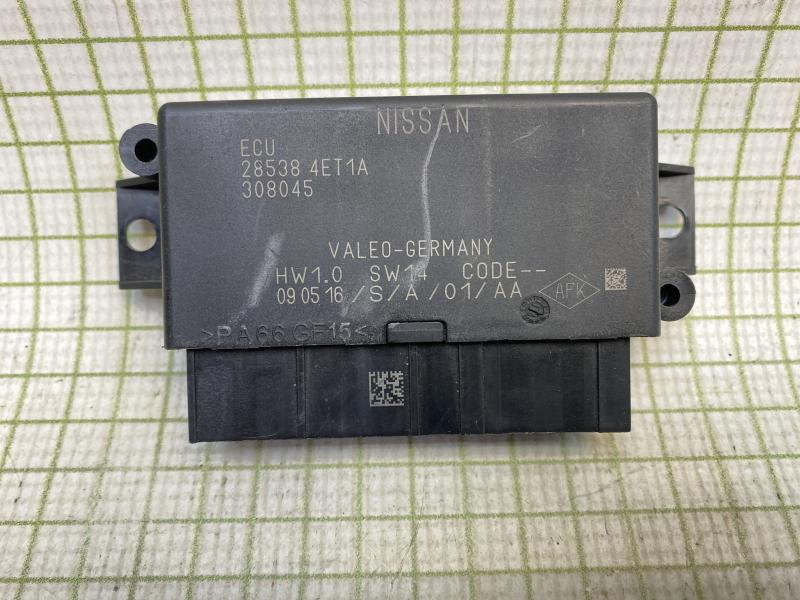 NISSAN
ECU
28538 4ET1A
308045
VALEO-GERMANY
HW1.0 SW14 CODE--
09 05 16 /S/A/01/AA
AFK
>PA66 GF15<